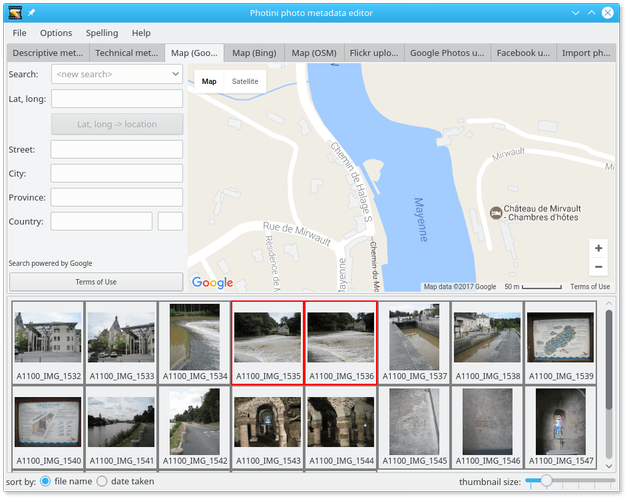 Photini photo metadata editor
File Options Spelling Help
Descriptive met... Technical met... Map (Goo... Map (Bing) Map (OSM) Flickr uplo... Google Photos u... Facebook u... Import ph...
Search: <new search>
Lat, long:
Lat, long -> location
Street:
City:
Province:
Country:
Search powered by Google
Terms of Use
Map Satellite
Chemin de Halage S
Mayenne
Mirwault
Château de Mirvault
- Chambres d'hôtes
Rue de Mirwault
Résidence de
Mayenne
Chemin du
+
−
Google
Map data ©2017 Google 50 m Terms of Use
A1100_IMG_1532 A1100_IMG_1533 A1100_IMG_1534 A1100_IMG_1535 A1100_IMG_1536 A1100_IMG_1537 A1100_IMG_1538 A1100_IMG_1539
A1100_IMG_1540 A1100_IMG_1541 A1100_IMG_1542 A1100_IMG_1543 A1100_IMG_1544 A1100_IMG_1545 A1100_IMG_1546 A1100_IMG_1547
sort by: file name date taken thumbnail size: